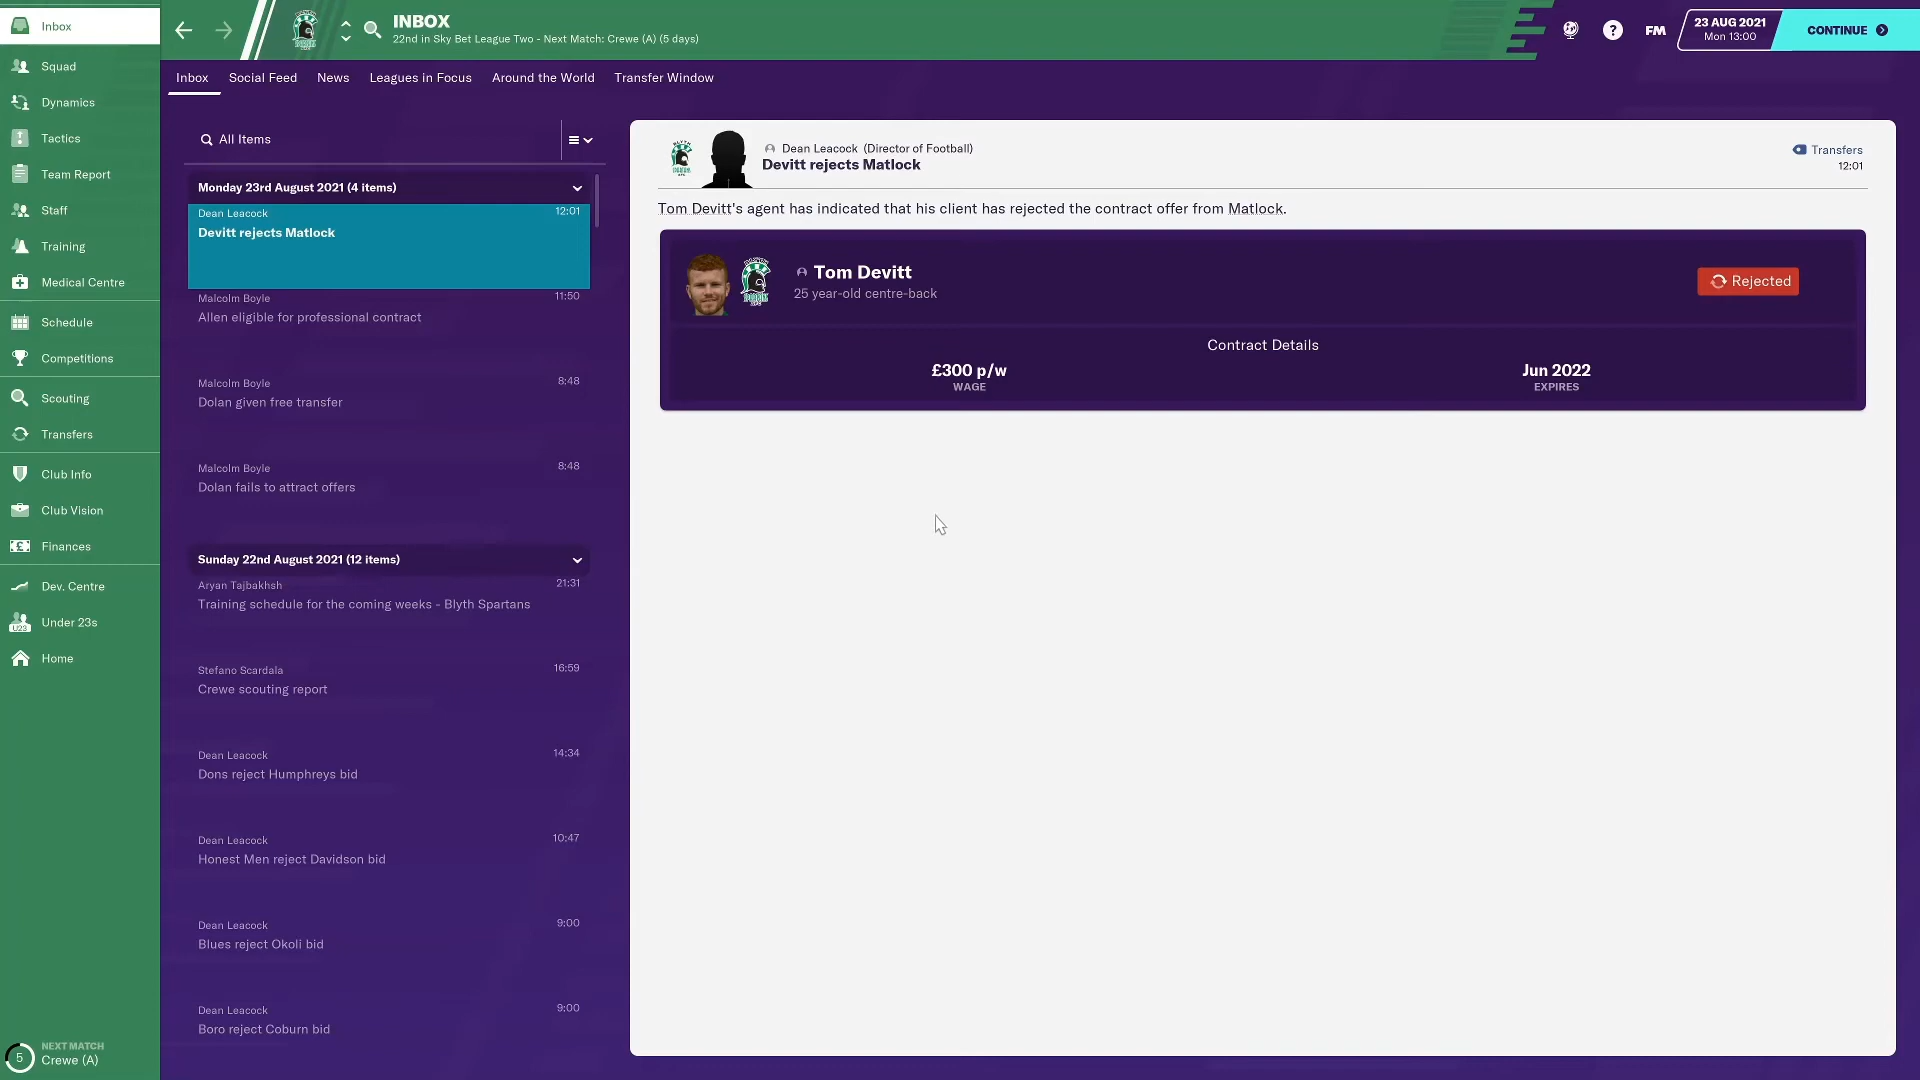 Inbox
Squad
Dynamics
Tactics
Team Report
Staff
Training
Medical Centre
Schedule
Competitions
Scouting
Transfers
Club Info
Club Vision
Finances
Dev. Centre
U23
Under 23s
Home
5
NEXT MATCH
Crewe (A)
INBOX
22nd in Sky Bet League Two - Next Match: Crewe (A) (5 days)
?
FM
23 AUG 2021
Mon 13:00
CONTINUE
Inbox
Social Feed
News
Leagues in Focus
Around the World
Transfer Window
All Items
Monday 23rd August 2021 (4 items)
Dean Leacock 12:01
Devitt rejects Matlock
Malcolm Boyle 11:50
Allen eligible for professional contract
Malcolm Boyle 8:48
Dolan given free transfer
Malcolm Boyle 8:48
Dolan fails to attract offers
Sunday 22nd August 2021 (12 items)
Aryan Tajbakhsh 21:31
Training schedule for the coming weeks - Blyth Spartans
Stefano Scardala 16:59
Crewe scouting report
Dean Leacock 14:34
Dons reject Humphreys bid
Dean Leacock 10:47
Honest Men reject Davidson bid
Dean Leacock 9:00
Blues reject Okoli bid
Dean Leacock 9:00
Boro reject Coburn bid
Dean Leacock (Director of Football)
Devitt rejects Matlock
Transfers
12:01
Tom Devitt's agent has indicated that his client has rejected the contract offer from Matlock.
Tom Devitt
25 year-old centre-back
Rejected
Contract Details
£300 p/w
WAGE
Jun 2022
EXPIRES